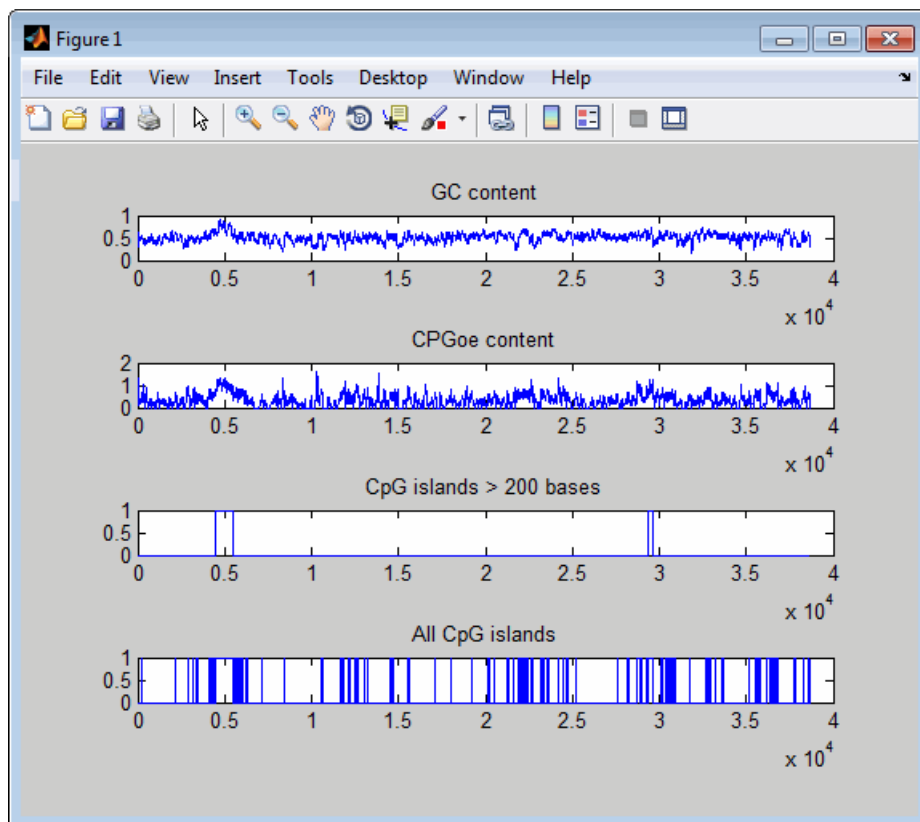 Figure 1
File Edit View Insert Tools Desktop Window Help
GC content
1
0.5
0
0 0.5 1 1.5 2 2.5 3 3.5 4
x 10^4
CPGoe content
2
1
0
0 0.5 1 1.5 2 2.5 3 3.5 4
x 10^4
CpG islands > 200 bases
1
0.5
0
0 0.5 1 1.5 2 2.5 3 3.5 4
x 10^4
All CpG islands
1
0.5
0
0 0.5 1 1.5 2 2.5 3 3.5 4
x 10^4